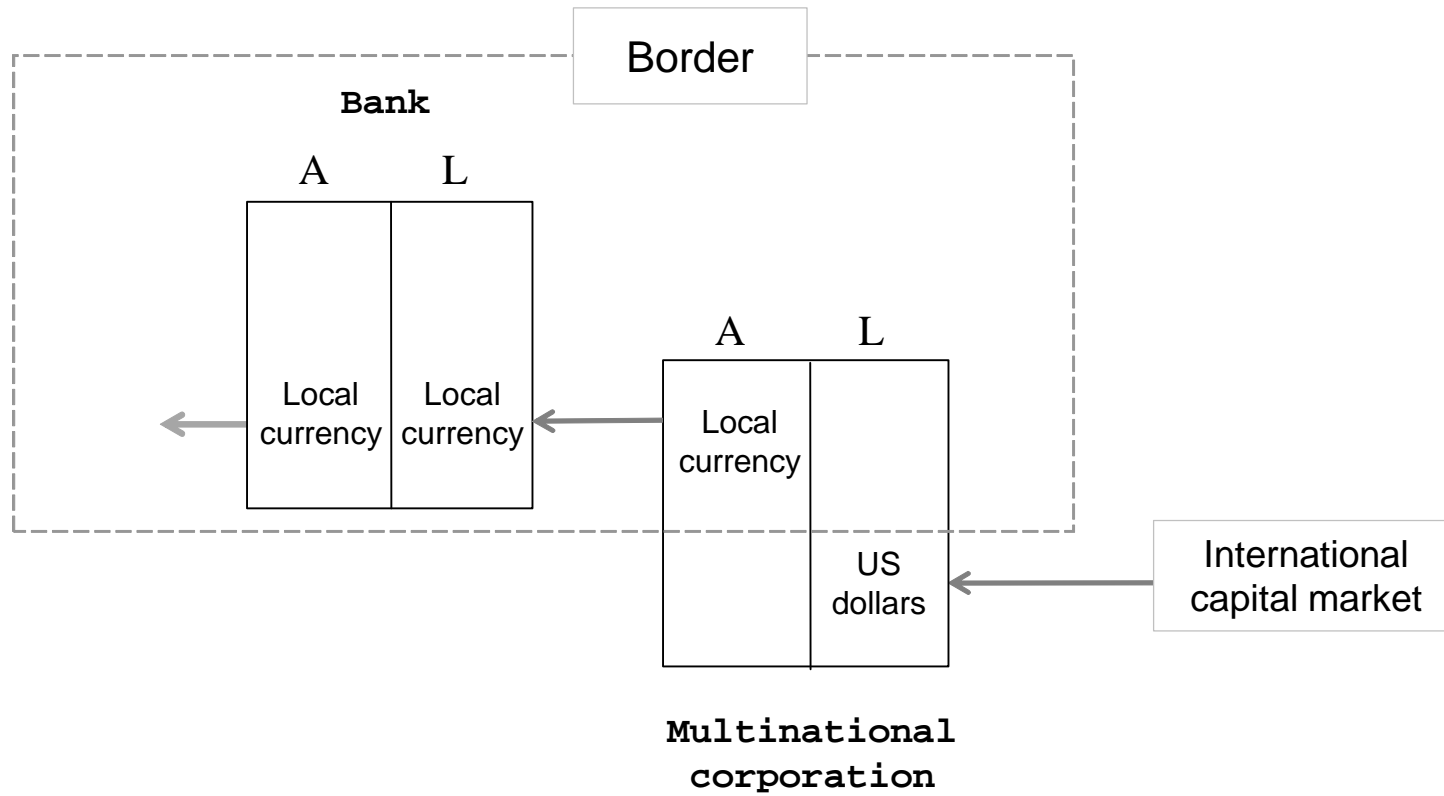 Border
Bank
A L
Local currency
Local currency
A L
Local currency
US dollars
International capital market
Multinational corporation